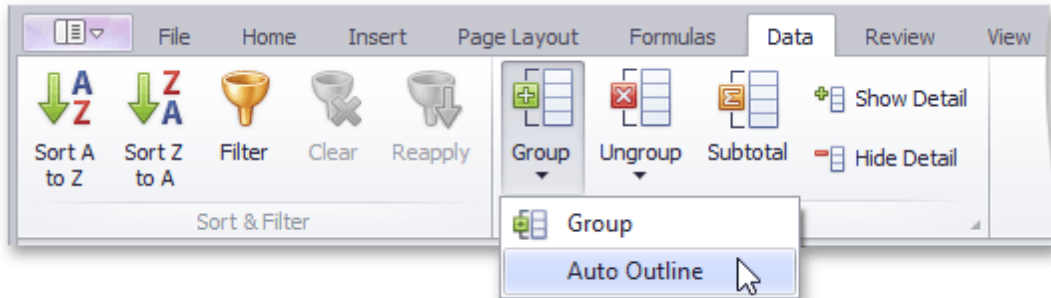 File Home Insert Page Layout Formulas Data Review View
Sort A to Z
Sort Z to A
Filter
Clear
Reapply
Group
Ungroup
Subtotal
Show Detail
Hide Detail
Sort & Filter
Group
Auto Outline